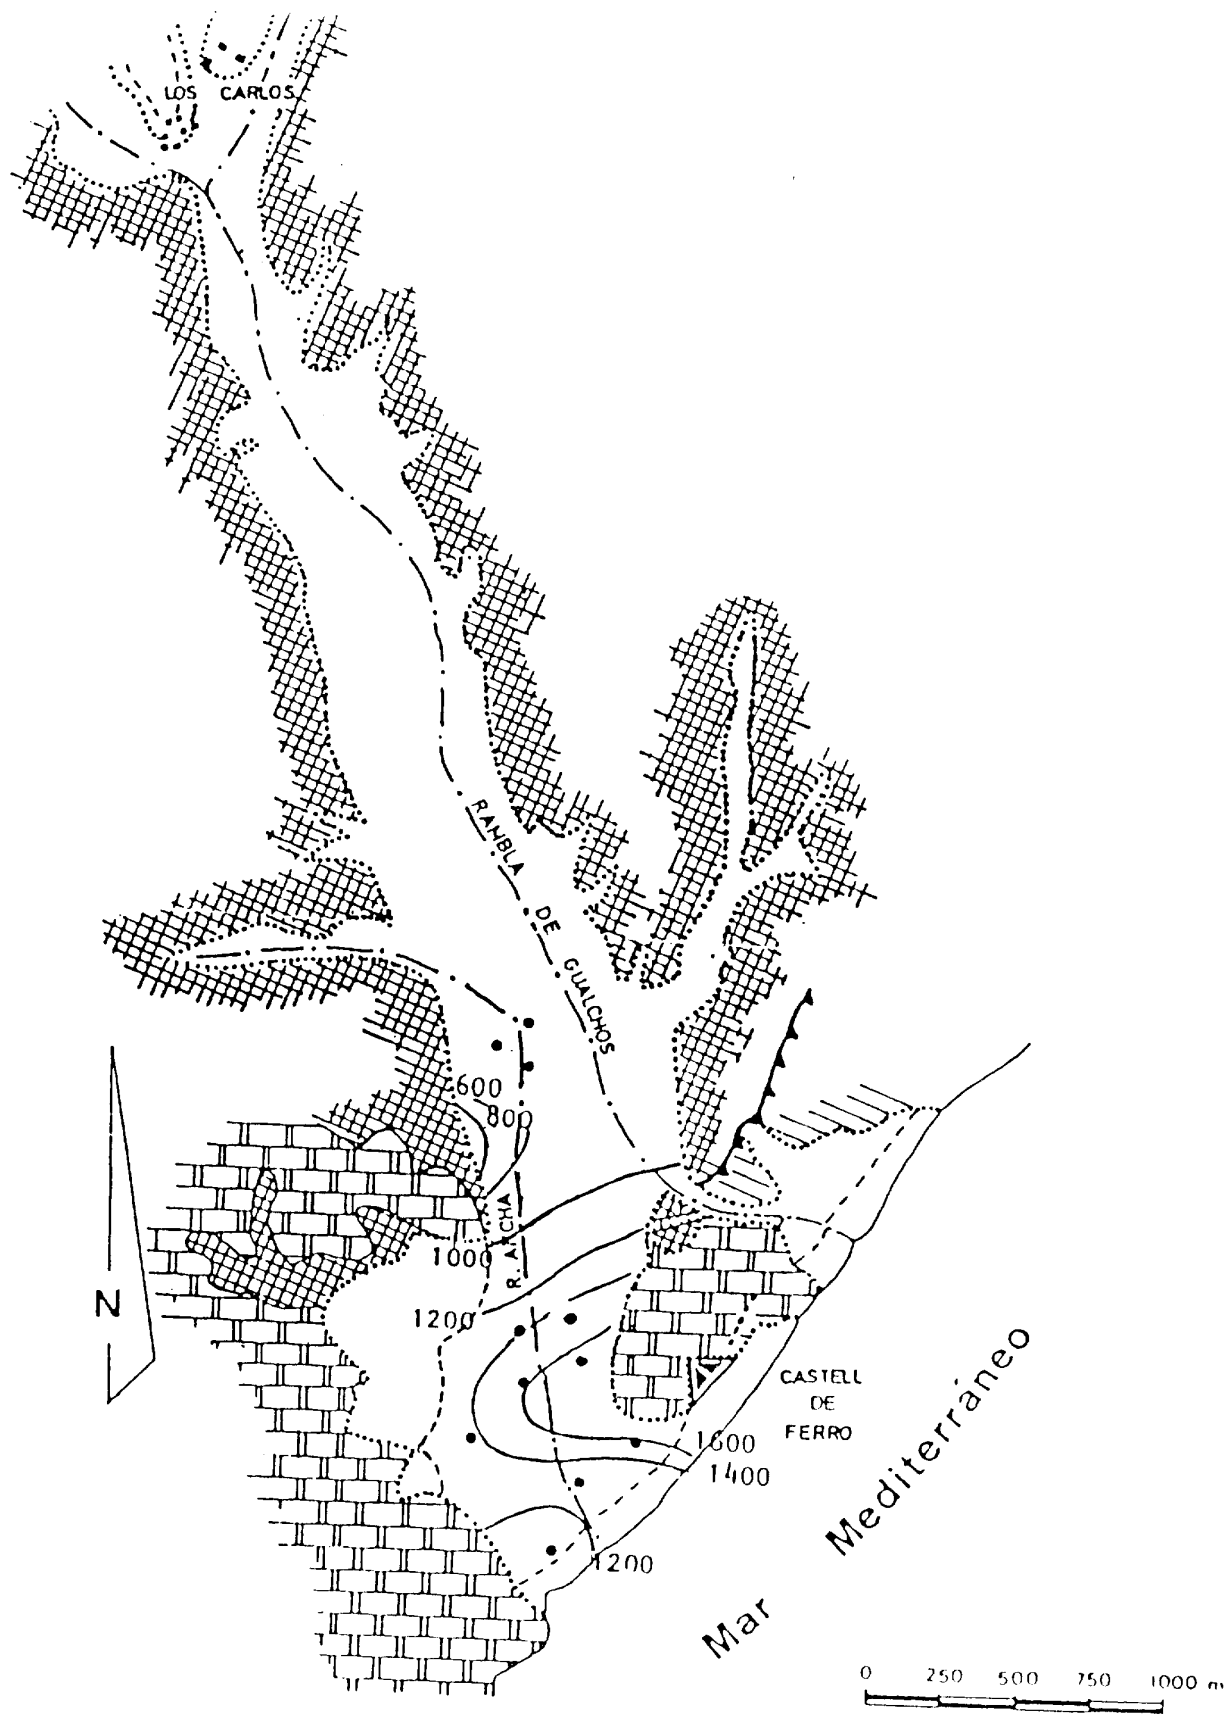 LOS CARLOS
RAMBLA DE GUALCHOS
600
800
R. ANCHA
1000
1200
N
CASTELL
DE
FERRO
1600
1400
1200
Mar Mediterráneo
0 250 500 750 1000 m